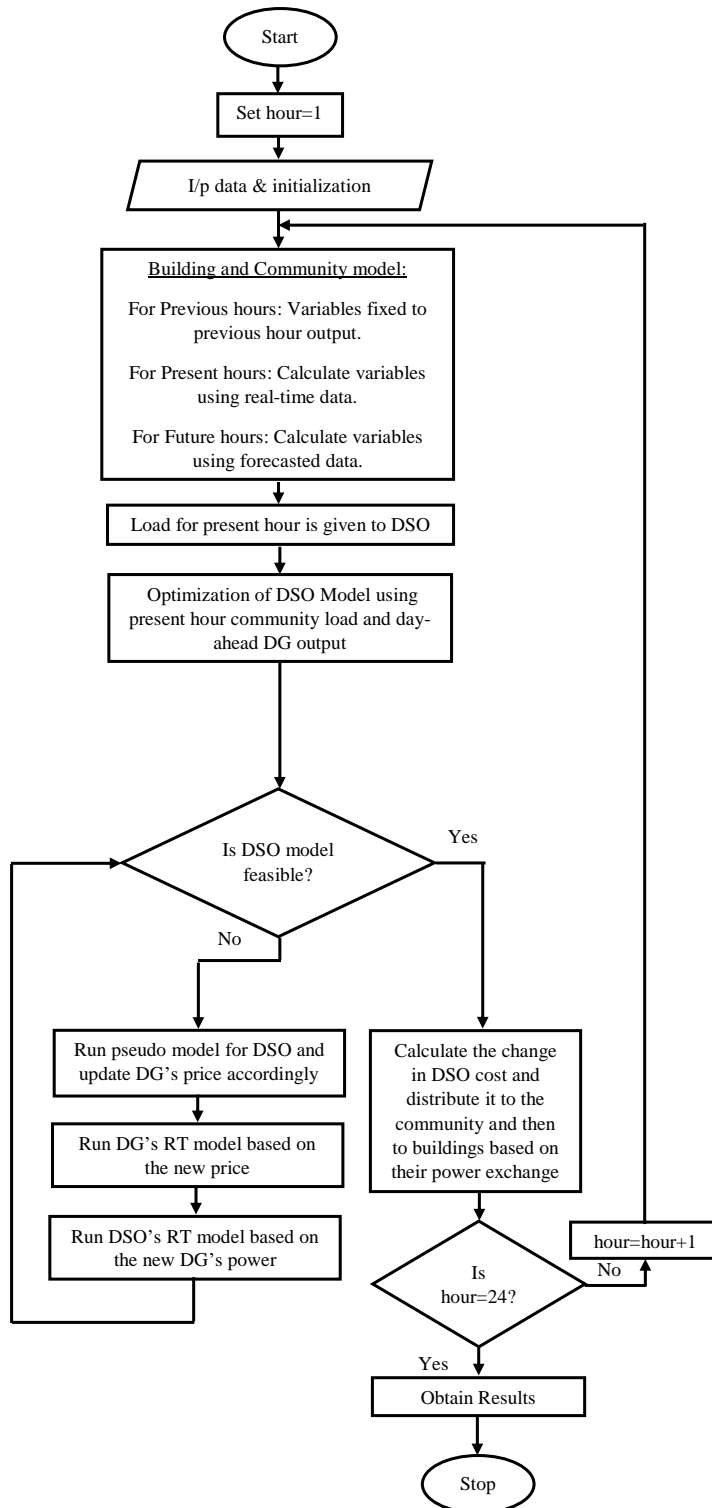 Start
Set hour=1
I/p data & initialization
Building and Community model:
For Previous hours: Variables fixed to
previous hour output.
For Present hours: Calculate variables
using real-time data.
For Future hours: Calculate variables
using forecasted data.
Load for present hour is given to DSO
Optimization of DSO Model using
present hour community load and day-
ahead DG output
Is DSO model
feasible?
Yes
No
Run pseudo model for DSO and
update DG's price accordingly
Run DG's RT model based on
the new price
Run DSO's RT model based on
the new DG's power
Calculate the change
in DSO cost and
distribute it to the
community and then
to buildings based on
their power exchange
Is
hour=24?
No
hour=hour+1
Yes
Obtain Results
Stop